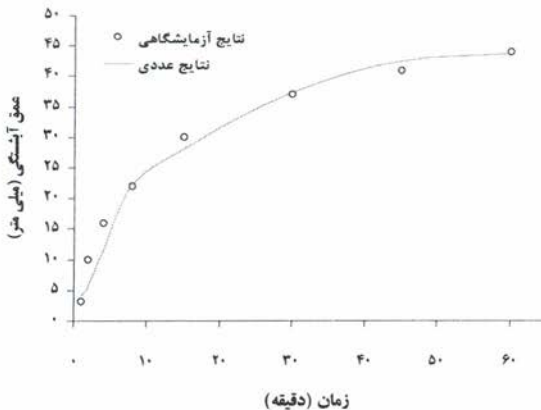 ۵۰
۴۵
۴۰
۳۵
۳۰
۲۵
۲۰
۱۵
۱۰
۵
۰
نتایج آزمایشگاهی
نتایج عددی
عمق آبشستگی (میلی متر)
۰ ۱۰ ۲۰ ۳۰ ۴۰ ۵۰ ۶۰
زمان (دقیقه)